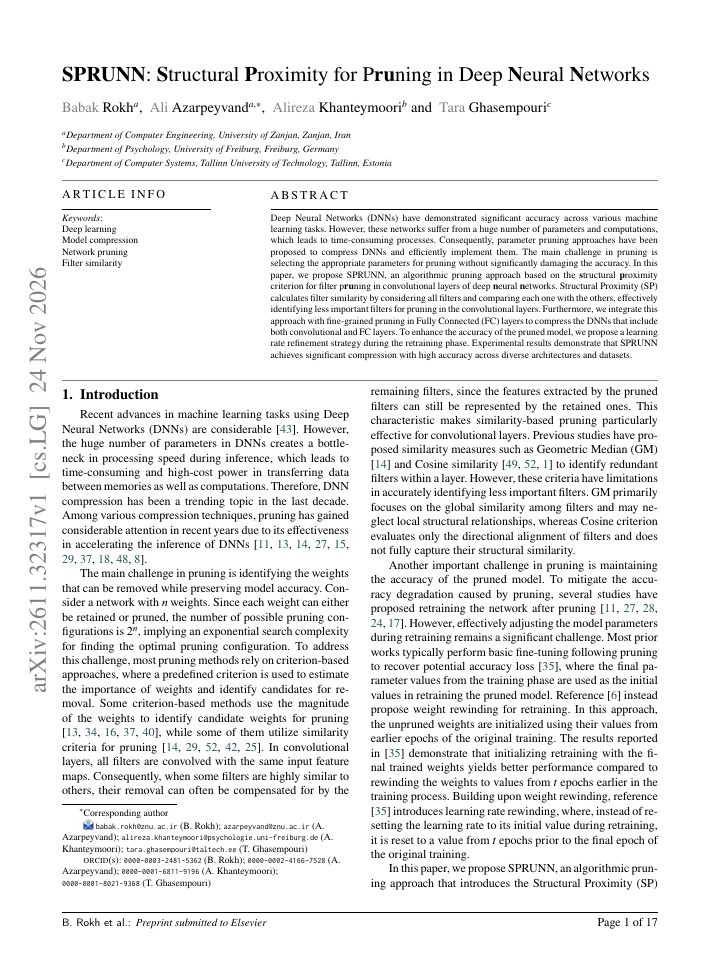 SPRUNN: Structural Proximity for Pruning in Deep Neural Networks
Babak Rokhᵃ, Ali Azarpeyvandᵃ,*, Alireza Khanteymooriᵇ and Tara Ghasempouriᶜ
ᵃDepartment of Computer Engineering, University of Zanjan, Zanjan, Iran
ᵇDepartment of Psychology, University of Freiburg, Freiburg, Germany
ᶜDepartment of Computer Systems, Tallinn University of Technology, Tallinn, Estonia
ARTICLE INFO
Keywords:
Deep learning
Model compression
Network pruning
Filter similarity
ABSTRACT
Deep Neural Networks (DNNs) have demonstrated significant accuracy across various machine
learning tasks. However, these networks suffer from a huge number of parameters and computations,
which leads to time-consuming processes. Consequently, parameter pruning approaches have been
proposed to compress DNNs and efficiently implement them. The main challenge in pruning is
selecting the appropriate parameters for pruning without significantly damaging the accuracy. In this
paper, we propose SPRUNN, an algorithmic pruning approach based on the structural proximity
criterion for filter pruning in convolutional layers of deep neural networks. Structural Proximity (SP)
calculates filter similarity by considering all filters and comparing each one with the others, effectively
identifying less important filters for pruning in the convolutional layers. Furthermore, we integrate this
approach with fine-grained pruning in Fully Connected (FC) layers to compress the DNNs that include
both convolutional and FC layers. To enhance the accuracy of the pruned model, we propose a learning
rate refinement strategy during the retraining phase. Experimental results demonstrate that SPRUNN
achieves significant compression with high accuracy across diverse architectures and datasets.
arXiv:2611.32317v1 [cs.LG] 24 Nov 2026
1. Introduction
Recent advances in machine learning tasks using Deep
Neural Networks (DNNs) are considerable [43]. However,
the huge number of parameters in DNNs creates a bottle-
neck in processing speed during inference, which leads to
time-consuming and high-cost power in transferring data
between memories as well as computations. Therefore, DNN
compression has been a trending topic in the last decade.
Among various compression techniques, pruning has gained
considerable attention in recent years due to its effectiveness
in accelerating the inference of DNNs [11, 13, 14, 27, 15,
29, 37, 18, 48, 8].
The main challenge in pruning is identifying the weights
that can be removed while preserving model accuracy. Con-
sider a network with n weights. Since each weight can either
be retained or pruned, the number of possible pruning con-
figurations is 2ⁿ, implying an exponential search complexity
for finding the optimal pruning configuration. To address
this challenge, most pruning methods rely on criterion-based
approaches, where a predefined criterion is used to estimate
the importance of weights and identify candidates for re-
moval. Some criterion-based methods use the magnitude
of the weights to identify candidate weights for pruning
[13, 34, 16, 37, 40], while some of them utilize similarity
criteria for pruning [14, 29, 52, 42, 25]. In convolutional
layers, all filters are convolved with the same input feature
maps. Consequently, when some filters are highly similar to
others, their removal can often be compensated for by the
*Corresponding author
babak.rokh@znu.ac.ir (B. Rokh); azarpeyvand@znu.ac.ir (A.
Azarpeyvand); alireza.khanteymoori@psychologie.uni-freiburg.de (A.
Khanteymoori); tara.ghasempouri@taltech.ee (T. Ghasempouri)
ORCID(s): 0000-0003-2481-5362 (B. Rokh); 0000-0002-4166-7528 (A.
Azarpeyvand); 0000-0001-6811-9196 (A. Khanteymoori);
0000-0001-8021-9368 (T. Ghasempouri)
remaining filters, since the features extracted by the pruned
filters can still be represented by the retained ones. This
characteristic makes similarity-based pruning particularly
effective for convolutional layers. Previous studies have pro-
posed similarity measures such as Geometric Median (GM)
[14] and Cosine similarity [49, 52, 1] to identify redundant
filters within a layer. However, these criteria have limitations
in accurately identifying less important filters. GM primarily
focuses on the global similarity among filters and may ne-
glect local structural relationships, whereas Cosine criterion
evaluates only the directional alignment of filters and does
not fully capture their structural similarity.
Another important challenge in pruning is maintaining
the accuracy of the pruned model. To mitigate the accu-
racy degradation caused by pruning, several studies have
proposed retraining the network after pruning [11, 27, 28,
24, 17]. However, effectively adjusting the model parameters
during retraining remains a significant challenge. Most prior
works typically perform basic fine-tuning following pruning
to recover potential accuracy loss [35], where the final pa-
rameter values from the training phase are used as the initial
values in retraining the pruned model. Reference [6] instead
propose weight rewinding for retraining. In this approach,
the unpruned weights are initialized using their values from
earlier epochs of the original training. The results reported
in [35] demonstrate that initializing retraining with the fi-
nal trained weights yields better performance compared to
rewinding the weights to values from t epochs earlier in the
training process. Building upon weight rewinding, reference
[35] introduces learning rate rewinding, where, instead of re-
setting the learning rate to its initial value during retraining,
it is reset to a value from t epochs prior to the final epoch of
the original training.
In this paper, we propose SPRUNN, an algorithmic prun-
ing approach that introduces the Structural Proximity (SP)
B. Rokh et al.: Preprint submitted to Elsevier
Page 1 of 17